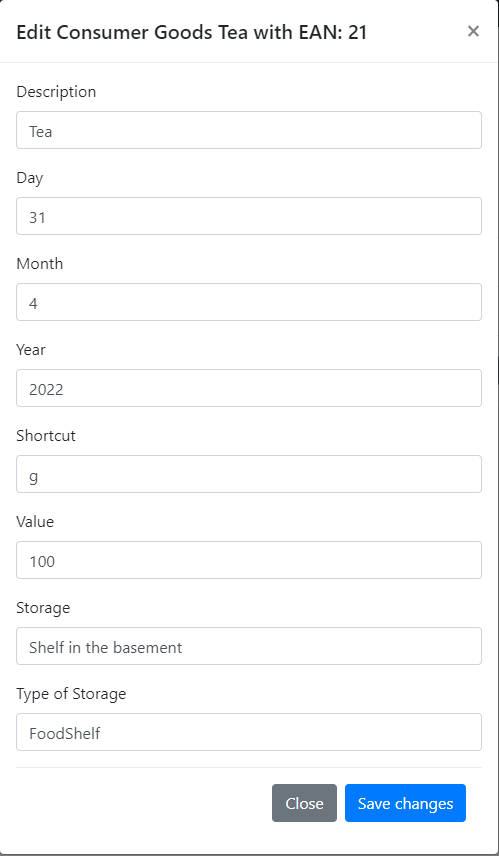 Edit Consumer Goods Tea with EAN: 21 ×
Description
Tea
Day
31
Month
4
Year
2022
Shortcut
g
Value
100
Storage
Shelf in the basement
Type of Storage
FoodShelf
Close Save changes